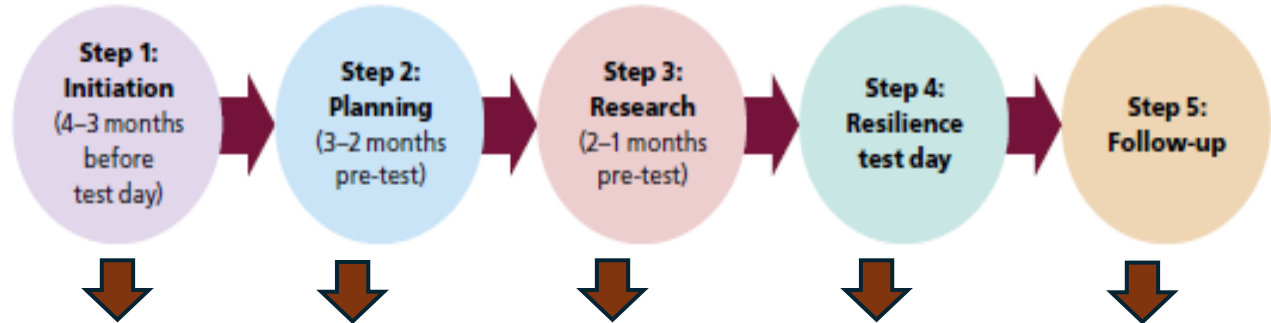 Step 1:
Initiation
(4–3 months
before
test day)
Step 2:
Planning
(3–2 months
pre-test)
Step 3:
Research
(2–1 months
pre-test)
Step 4:
Resilience
test day
Step 5:
Follow-up